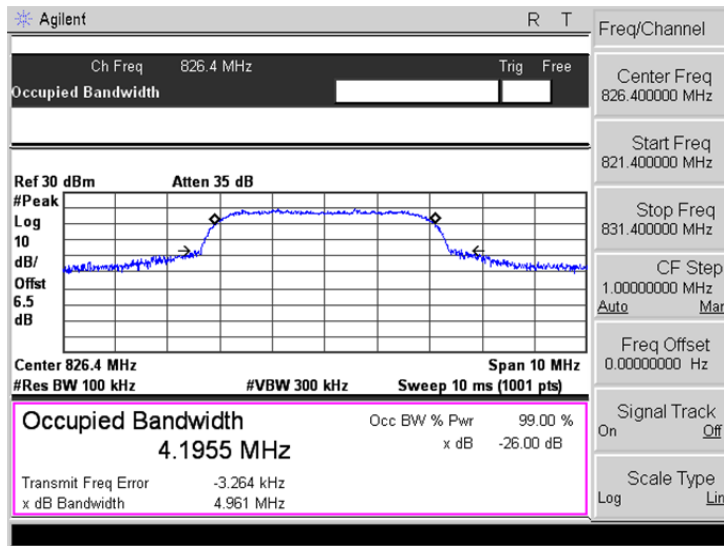 Agilent R T
Freq/Channel
Ch Freq 826.4 MHz Trig Free
Occupied Bandwidth
Center Freq
826.400000 MHz
Start Freq
821.400000 MHz
Stop Freq
831.400000 MHz
CF Step
1.00000000 MHz
Auto Man
Freq Offset
0.00000000 Hz
Signal Track
On Off
Scale Type
Log Lin
Ref 30 dBm Atten 35 dB
#Peak
Log
10
dB/
Offst
6.5
dB
Center 826.4 MHz Span 10 MHz
#Res BW 100 kHz #VBW 300 kHz Sweep 10 ms (1001 pts)
Occupied Bandwidth Occ BW % Pwr 99.00 %
4.1955 MHz x dB -26.00 dB
Transmit Freq Error -3.264 kHz
x dB Bandwidth 4.961 MHz